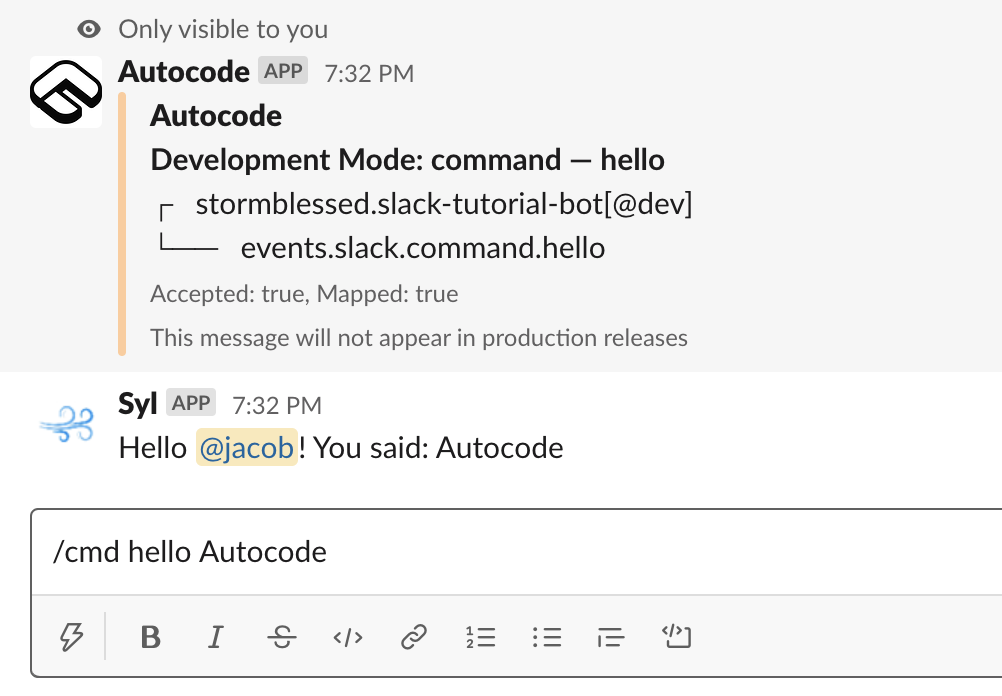 Only visible to you
Autocode APP 7:32 PM
Autocode
Development Mode: command — hello
┌ stormblessed.slack-tutorial-bot[@dev]
└── events.slack.command.hello
Accepted: true, Mapped: true
This message will not appear in production releases
Syl APP 7:32 PM
Hello @jacob! You said: Autocode
/cmd hello Autocode